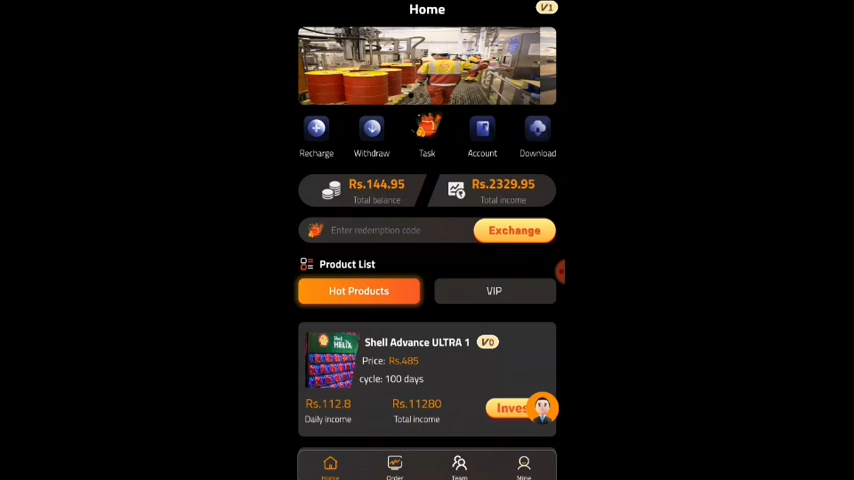 Home
V1
Recharge
Withdraw
Task
Account
Download
Rs.144.95
Total balance
Rs.2329.95
Total income
Enter redemption code
Exchange
Product List
Hot Products
VIP
Shell Advance ULTRA 1
V0
HELIX
Price: Rs.485
cycle: 100 days
Rs.112.8
Daily income
Rs.11280
Total income
Inves
Home
Order
Team
Mine